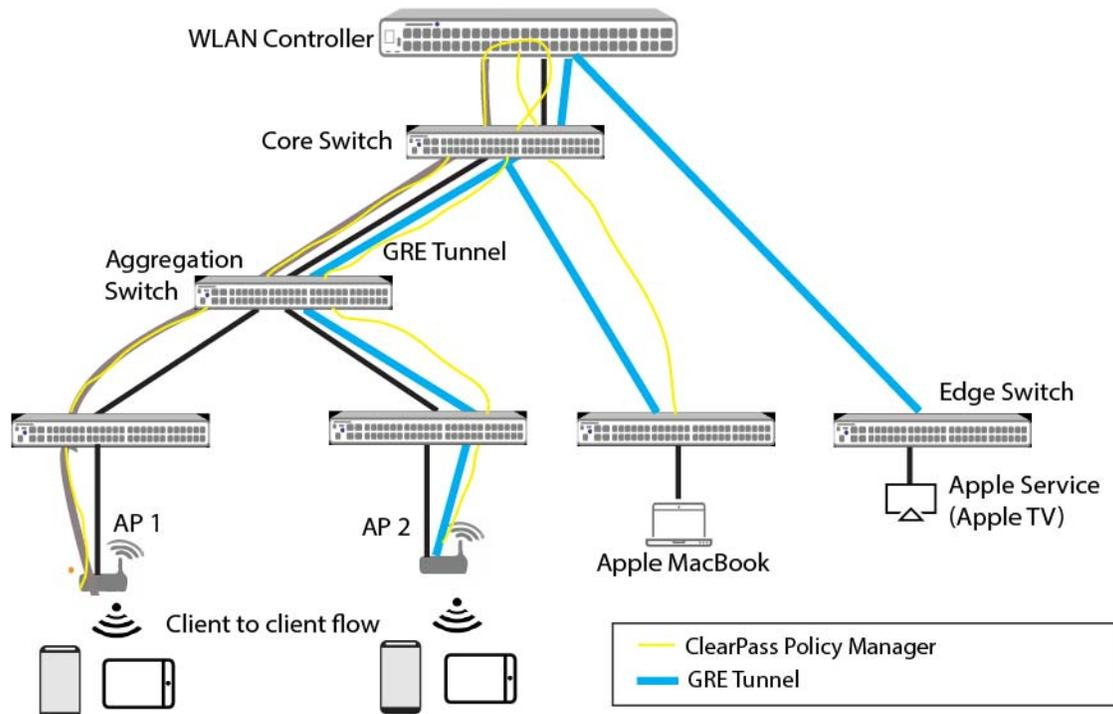 WLAN Controller
Core Switch
GRE Tunnel
Aggregation
Switch
Edge Switch
AP 1
AP 2
Apple MacBook
Apple Service
(Apple TV)
Client to client flow
ClearPass Policy Manager
GRE Tunnel